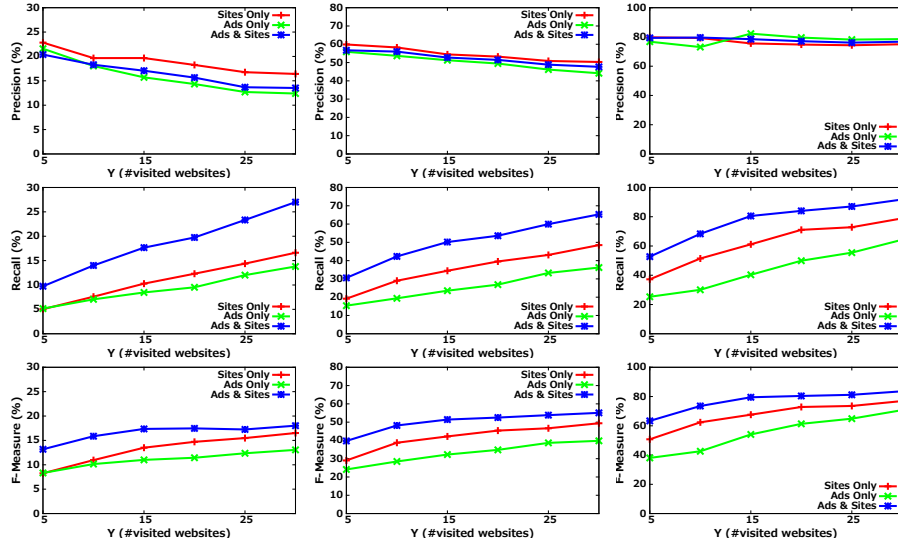 Precision (%)
30
25
20
15
10
5
0
5
15
25
Y (#visited websites)
Sites Only
Ads Only
Ads & Sites
Precision (%)
80
70
60
50
40
30
20
10
0
5
15
25
Y (#visited websites)
Sites Only
Ads Only
Ads & Sites
Precision (%)
100
80
60
40
20
0
5
15
25
Y (#visited websites)
Sites Only
Ads Only
Ads & Sites
Recall (%)
30
25
20
15
10
5
0
5
15
25
Y (#visited websites)
Sites Only
Ads Only
Ads & Sites
Recall (%)
80
70
60
50
40
30
20
10
0
5
15
25
Y (#visited websites)
Sites Only
Ads Only
Ads & Sites
Recall (%)
100
80
60
40
20
0
5
15
25
Y (#visited websites)
Sites Only
Ads Only
Ads & Sites
F-Measure (%)
30
25
20
15
10
5
0
5
15
25
Y (#visited websites)
Sites Only
Ads Only
Ads & Sites
F-Measure (%)
80
70
60
50
40
30
20
10
0
5
15
25
Y (#visited websites)
Sites Only
Ads Only
Ads & Sites
F-Measure (%)
100
80
60
40
20
0
5
15
25
Y (#visited websites)
Sites Only
Ads Only
Ads & Sites